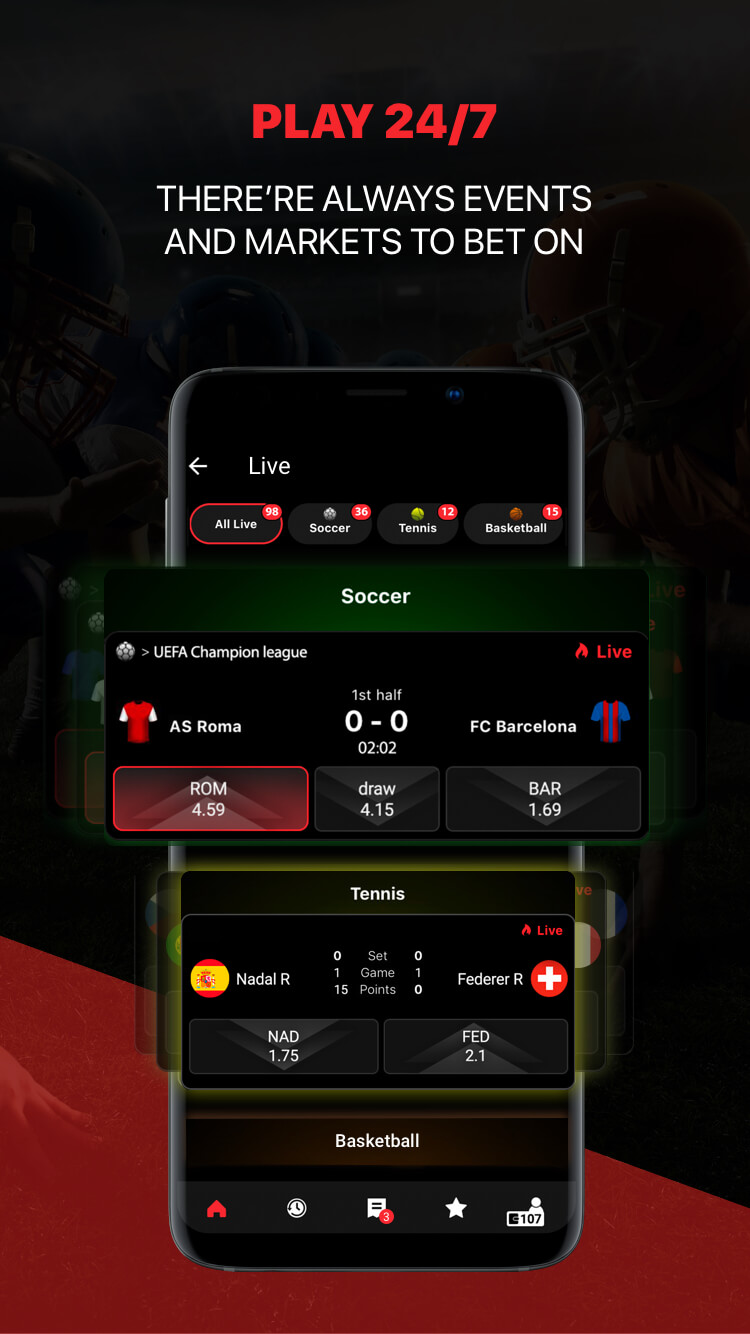 PLAY 24/7
THERE’RE ALWAYS EVENTS
AND MARKETS TO BET ON
Live
All Live 98
Soccer 36
Tennis 12
Basketball 15
Soccer
> UEFA Champion league
Live
1st half
AS Roma 0 - 0 FC Barcelona
02:02
ROM draw BAR
4.59 4.15 1.69
Tennis
Live
0 Set 0
Nadal R 1 Game 1 Federer R
15 Points 0
NAD FED
1.75 2.1
Basketball
3
107